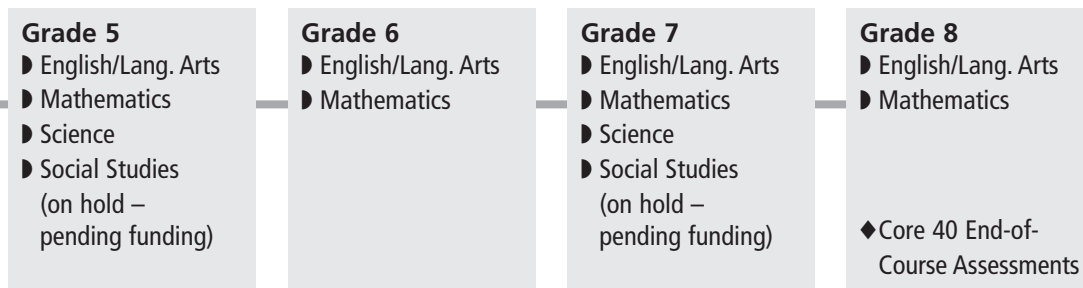 Grade 5
◗ English/Lang. Arts
◗ Mathematics
◗ Science
◗ Social Studies
(on hold –
pending funding)
Grade 6
◗ English/Lang. Arts
◗ Mathematics
Grade 7
◗ English/Lang. Arts
◗ Mathematics
◗ Science
◗ Social Studies
(on hold –
pending funding)
Grade 8
◗ English/Lang. Arts
◗ Mathematics
♦Core 40 End-of-
Course Assessments